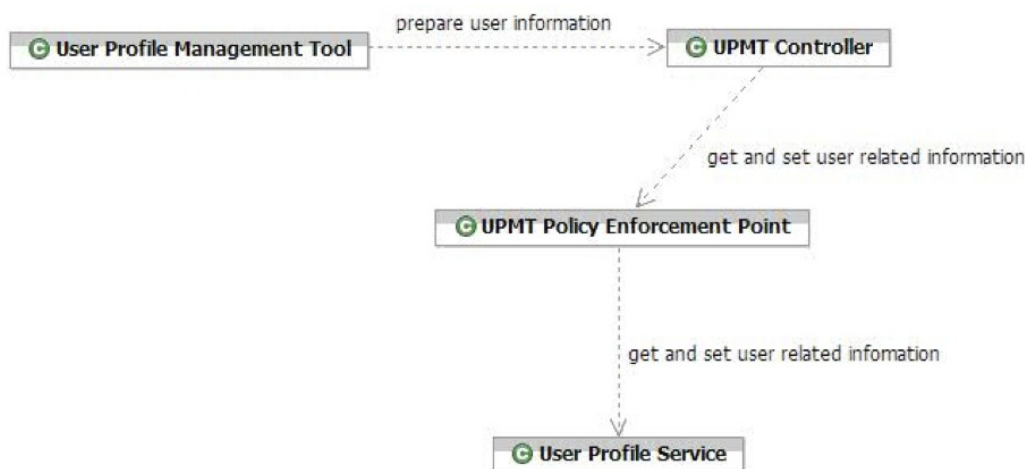 prepare user information
C User Profile Management Tool
C UPMT Controller
get and set user related information
C UPMT Policy Enforcement Point
get and set user related infomation
C User Profile Service